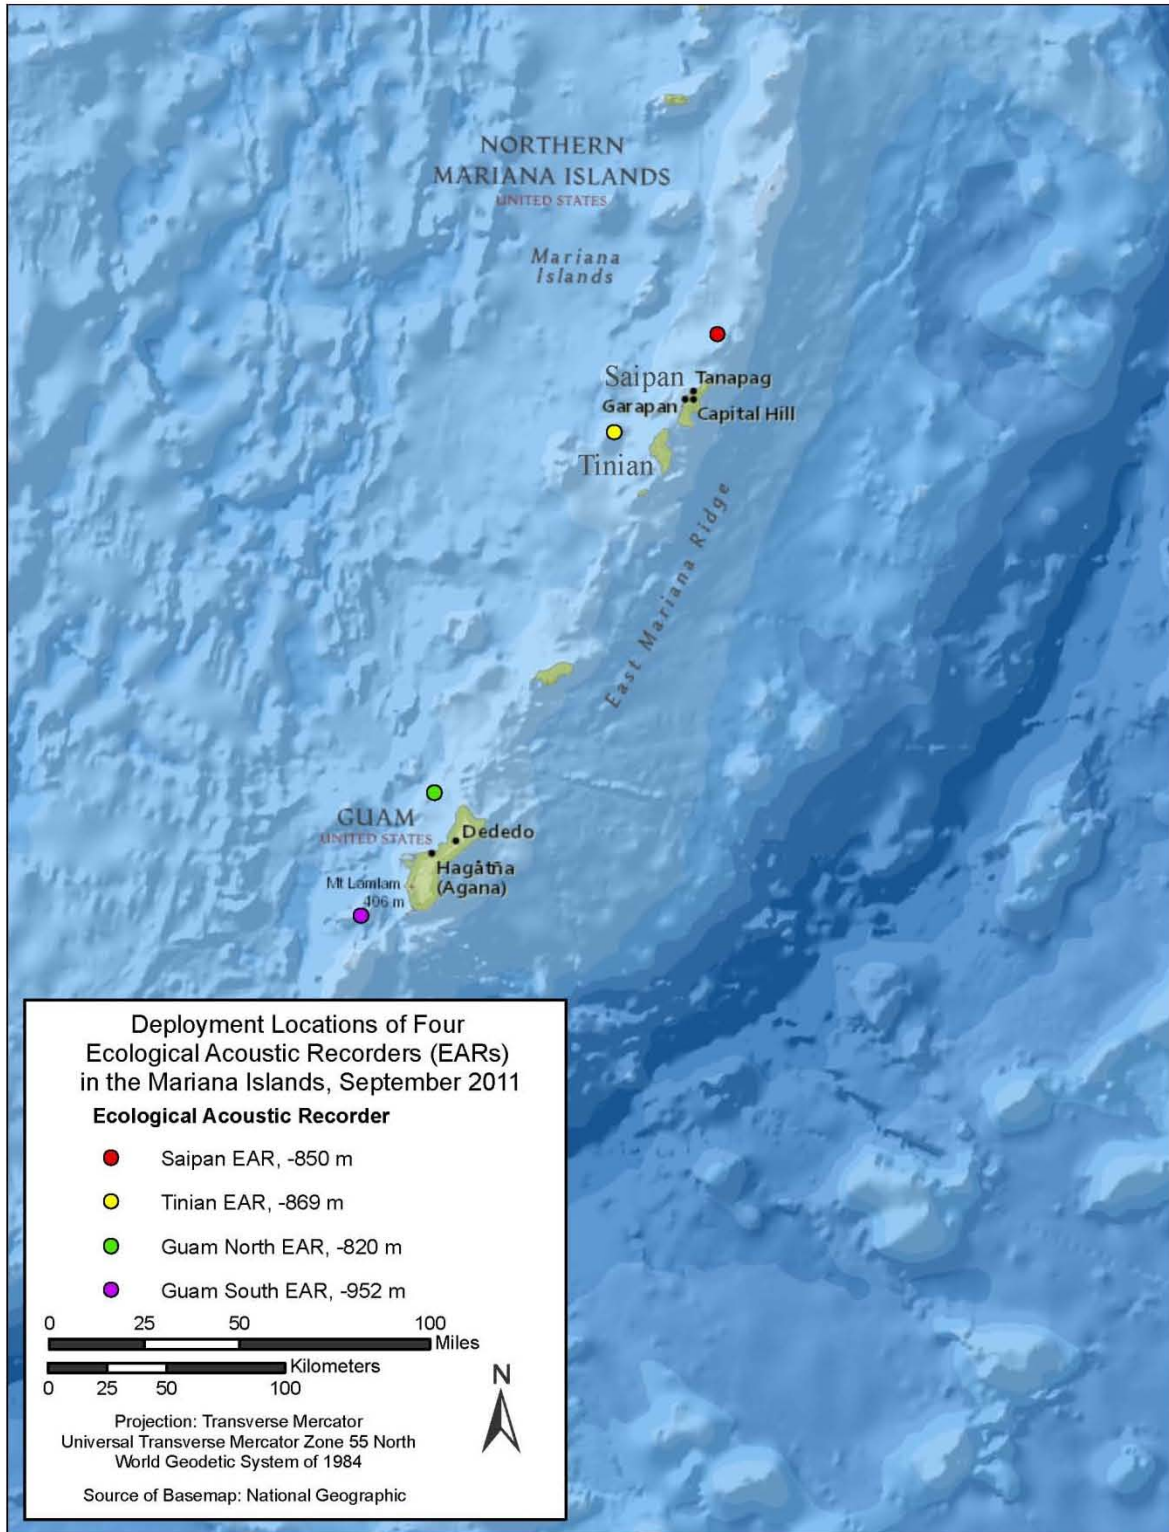 NORTHERN
MARIANA ISLANDS
UNITED STATES
Mariana
Islands
Saipan
Tanapag
Garapan
Capital Hill
Tinian
East Mariana Ridge
GUAM
UNITED STATES
Dededo
Hagåtña
(Agana)
Mt Lamlam
406 m
Deployment Locations of Four
Ecological Acoustic Recorders (EARs)
in the Mariana Islands, September 2011
Ecological Acoustic Recorder
Saipan EAR, -850 m
Tinian EAR, -869 m
Guam North EAR, -820 m
Guam South EAR, -952 m
0 25 50 100
Miles
Kilometers
0 25 50 100
N
Projection: Transverse Mercator
Universal Transverse Mercator Zone 55 North
World Geodetic System of 1984
Source of Basemap: National Geographic